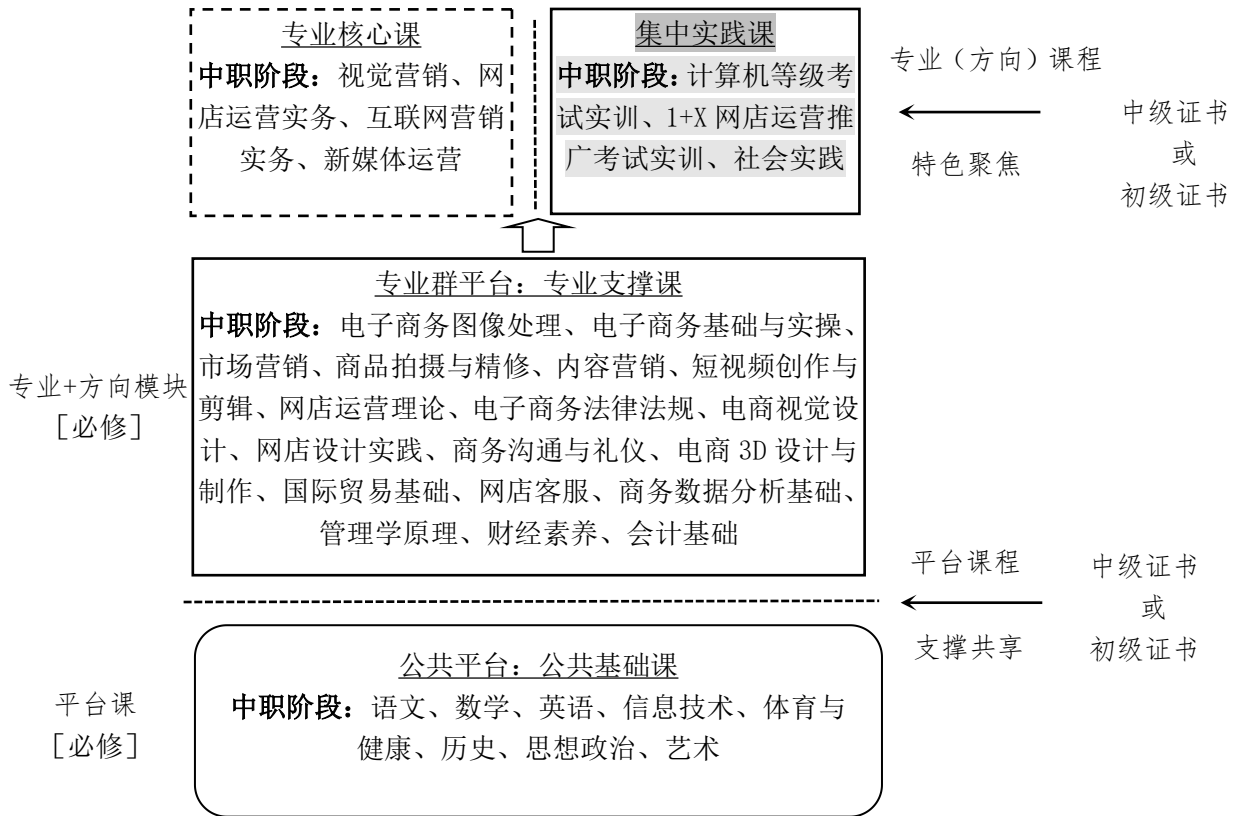 专业核心课
中职阶段：视觉营销、网
店运营实务、互联网营销
实务、新媒体运营
集中实践课
中职阶段：计算机等级考
试实训、1+X 网店运营推
广考试实训、社会实践
专业（方向）课程
特色聚焦
中级证书
或
初级证书
专业+方向模块
［必修］
专业群平台：专业支撑课
中职阶段：电子商务图像处理、电子商务基础与实操、
市场营销、商品拍摄与精修、内容营销、短视频创作与
剪辑、网店运营理论、电子商务法律法规、电商视觉设
计、网店设计实践、商务沟通与礼仪、电商 3D 设计与
制作、国际贸易基础、网店客服、商务数据分析基础、
管理学原理、财经素养、会计基础
平台课程
支撑共享
中级证书
或
初级证书
平台课
［必修］
公共平台：公共基础课
中职阶段：语文、数学、英语、信息技术、体育与
健康、历史、思想政治、艺术